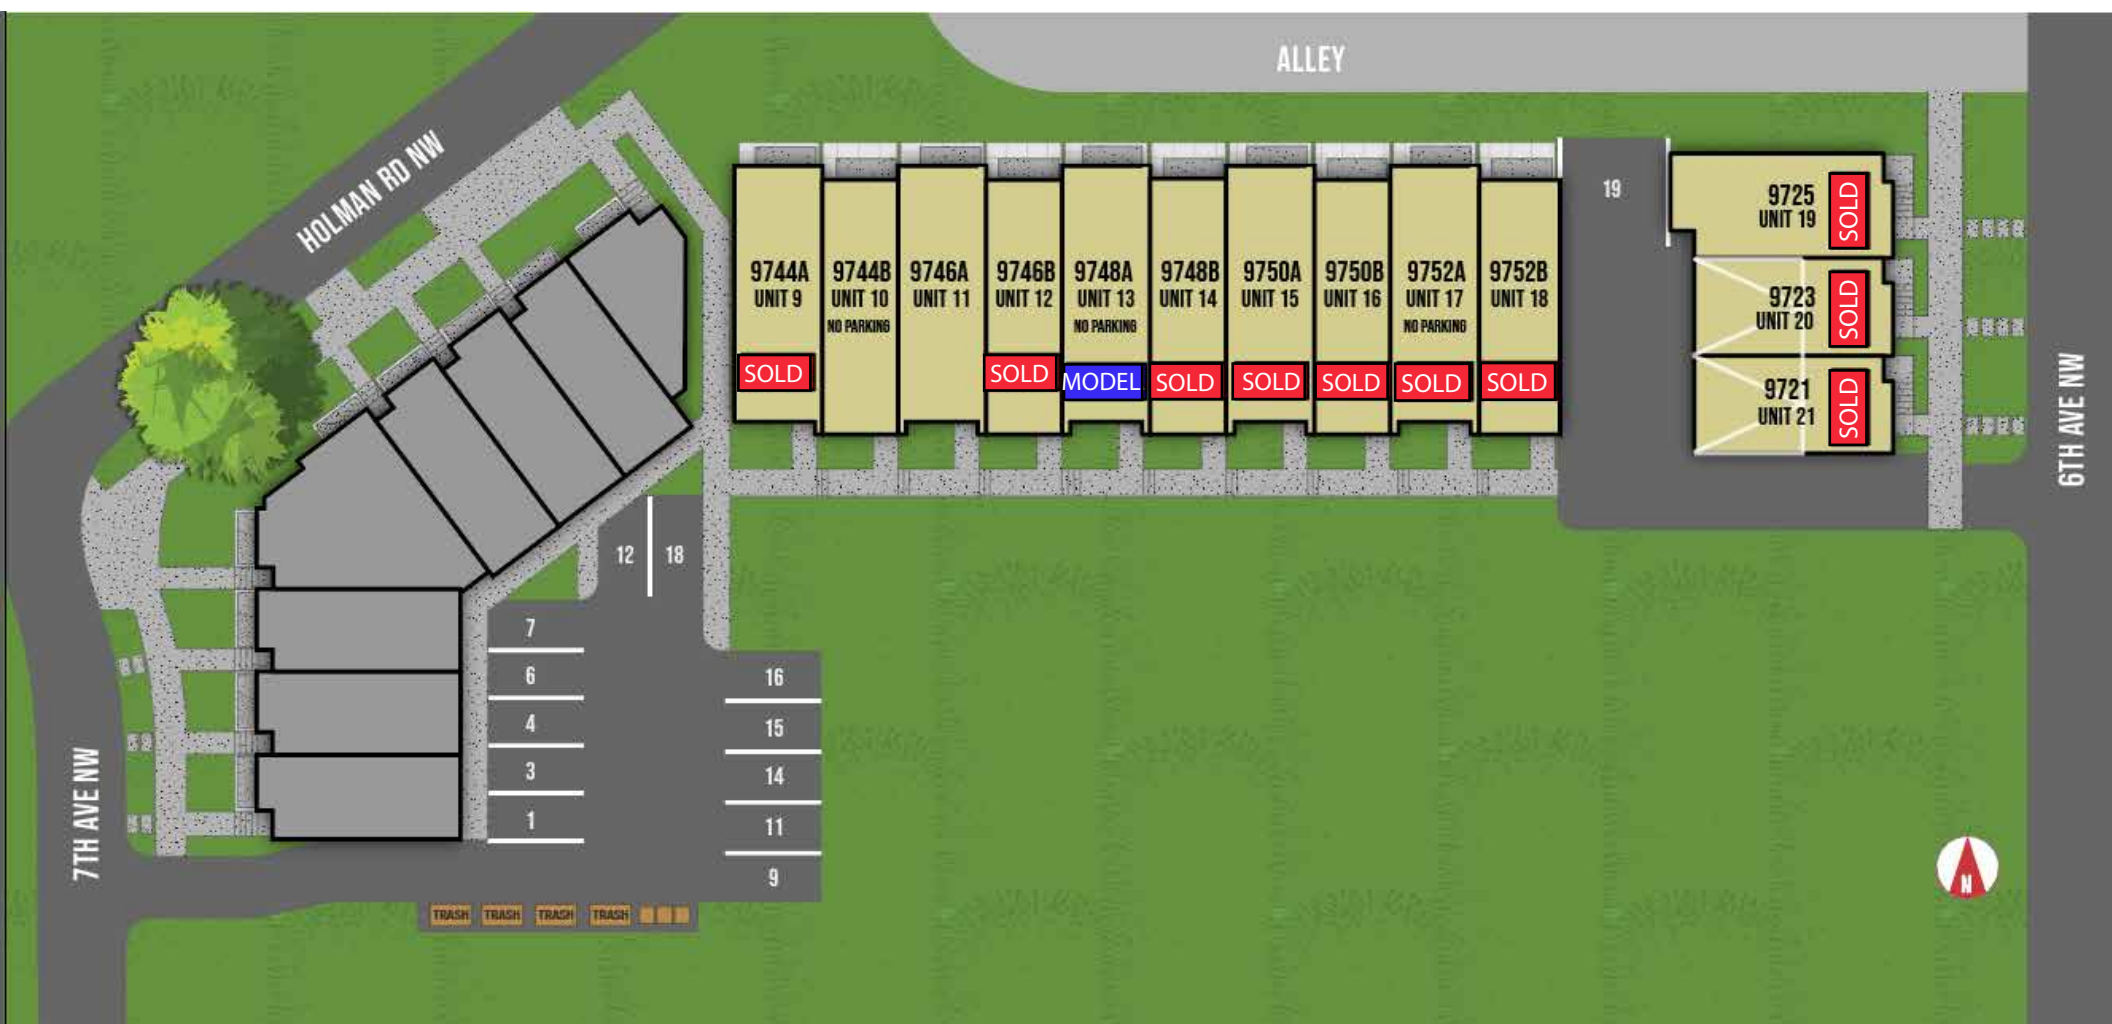 ALLEY
HOLMAN RD NW
9744A
UNIT 9
SOLD
9744B
UNIT 10
NO PARKING
9746A
UNIT 11
9746B
UNIT 12
SOLD
9748A
UNIT 13
NO PARKING
MODEL
9748B
UNIT 14
SOLD
9750A
UNIT 15
SOLD
9750B
UNIT 16
SOLD
9752A
UNIT 17
NO PARKING
SOLD
9752B
UNIT 18
SOLD
19
9725
UNIT 19
SOLD
9723
UNIT 20
SOLD
9721
UNIT 21
SOLD
6TH AVE NW
12
18
7
6
4
3
1
16
15
14
11
9
7TH AVE NW
TRASH
TRASH
TRASH
TRASH
N